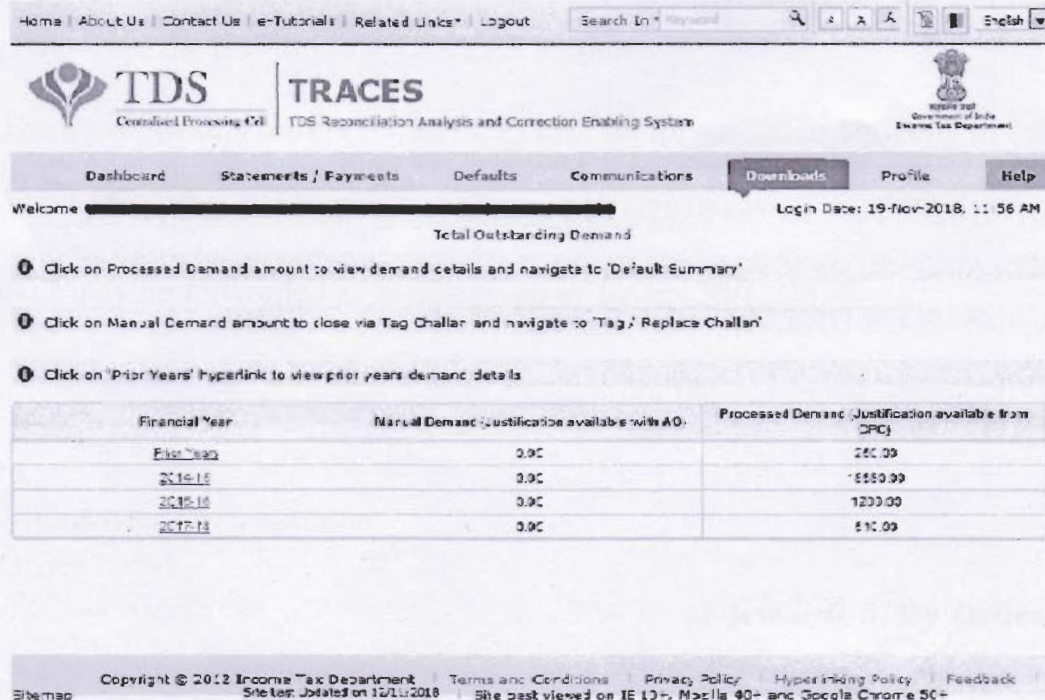 Home | About Us | Contact Us | e-Tutorials | Related Links | Logout Search In English
TDS
Centralized Processing Cell
TRACES
TDS Reconciliation Analysis and Correction Enabling System
Government of India
Income Tax Department
Dashboard Statements / Payments Defaults Communications Downloads Profile Help
Welcome Login Date: 19-Nov-2018, 11:56 AM
Total Outstanding Demand
Click on Processed Demand amount to view demand details and navigate to 'Default Summary'
Click on Manual Demand amount to close via Tag Challan and navigate to 'Tag / Replace Challan'
Click on 'Prior Years' hyperlink to view prior years demand details
Financial Year Manual Demand (Justification available with AO) Processed Demand (Justification available from CPC)
Prior Years 0.00
0.00
0.00 1200.00
2017-18 0.00
Copyright © 2012 Income Tax Department Terms and Conditions Privacy Policy Hyperlinking Policy Feedback
Sitemap Site Last Updated on 12/11/2018 Site best viewed on IE 10+, Mozilla 40+ and Google Chrome 50+